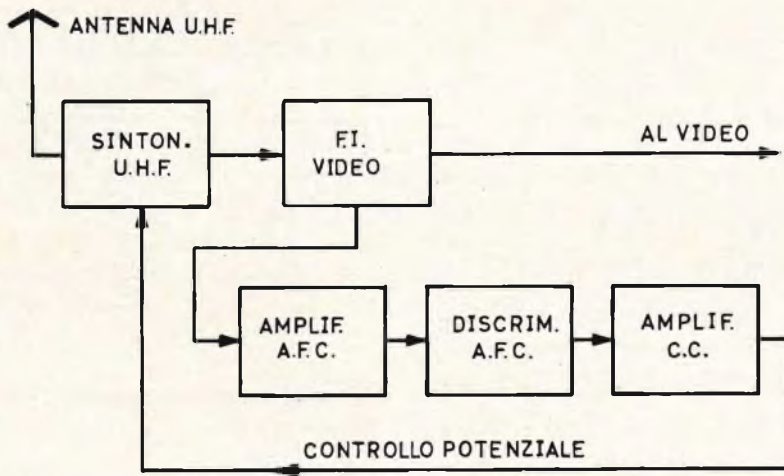 ANTENNA U.H.F.
SINTON.
U.H.F.
F.I.
VIDEO
AL VIDEO
AMPLIF.
A.F.C.
DISCRIM.
A.F.C.
AMPLIF.
C.C.
CONTROLLO POTENZIALE